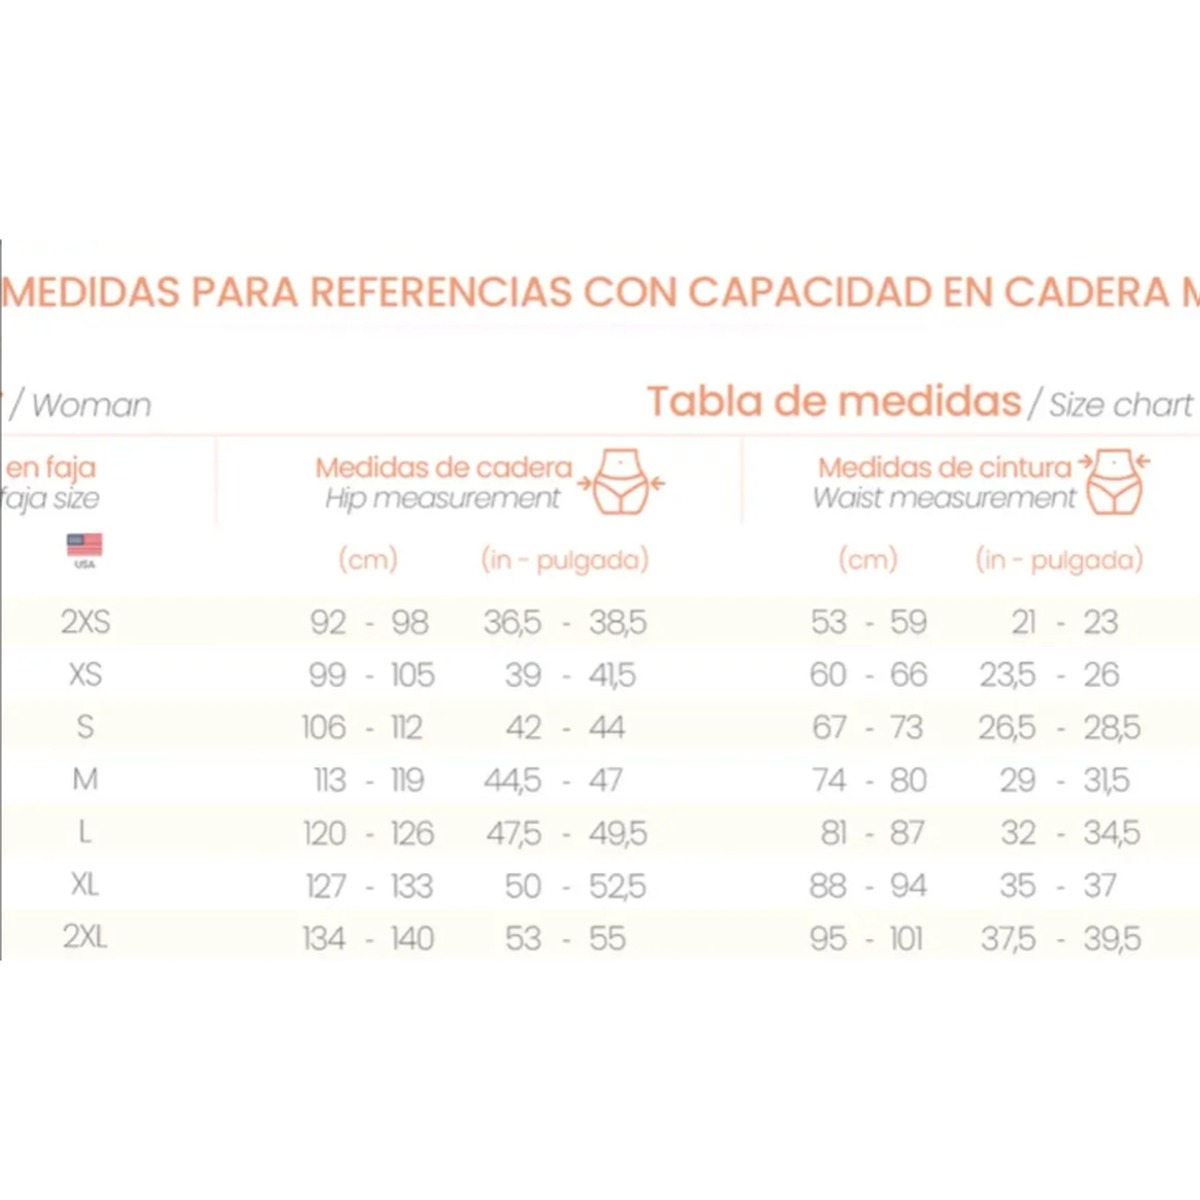 MEDIDAS PARA REFERENCIAS CON CAPACIDAD EN CADERA
/ Woman
Tabla de medidas / Size chart
en faja
faja size
Medidas de cadera
Hip measurement
Medidas de cintura
Waist measurement
USA
(cm) (in - pulgada) (cm) (in - pulgada)
2XS 92 - 98 36,5 - 38,5 53 - 59 21 - 23
XS 99 - 105 39 - 41,5 60 - 66 23,5 - 26
S 106 - 112 42 - 44 67 - 73 26,5 - 28,5
M 113 - 119 44,5 - 47 74 - 80 29 - 31,5
L 120 - 126 47,5 - 49,5 81 - 87 32 - 34,5
XL 127 - 133 50 - 52,5 88 - 94 35 - 37
2XL 134 - 140 53 - 55 95 - 101 37,5 - 39,5